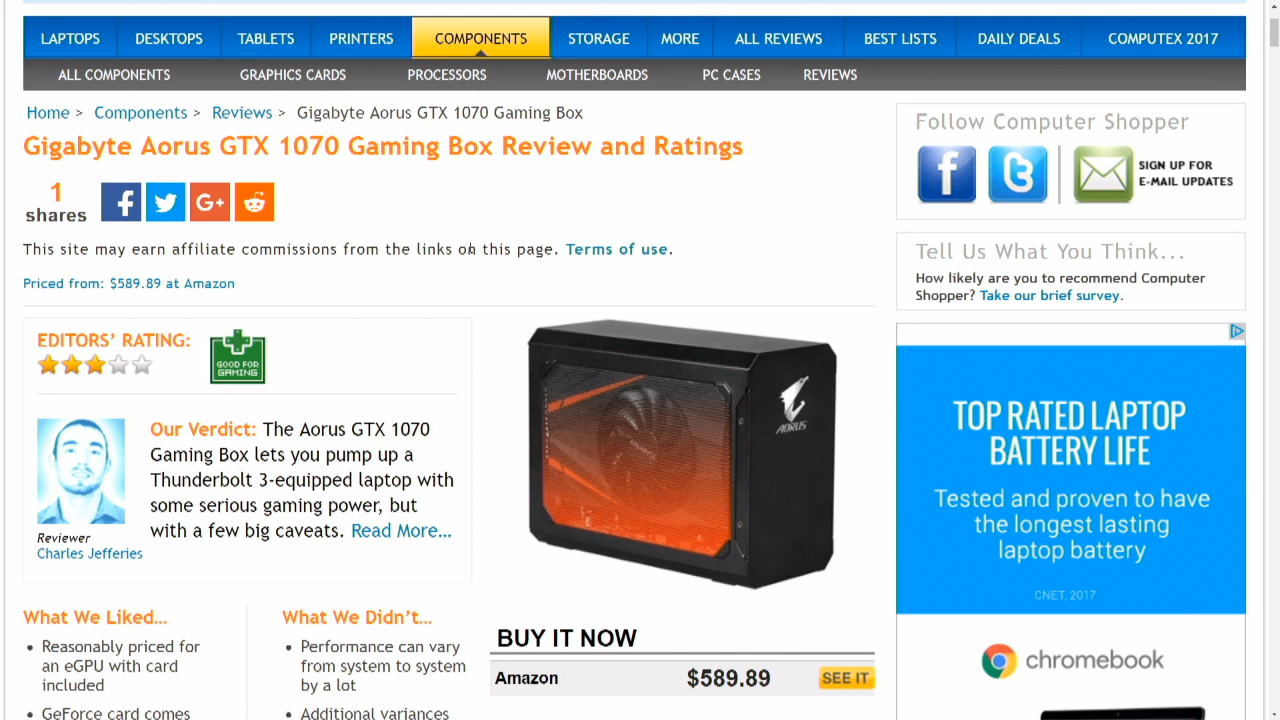 LAPTOPS DESKTOPS TABLETS PRINTERS COMPONENTS STORAGE MORE ALL REVIEWS BEST LISTS DAILY DEALS COMPUTEX 2017
ALL COMPONENTS GRAPHICS CARDS PROCESSORS MOTHERBOARDS PC CASES REVIEWS
Home > Components > Reviews > Gigabyte Aorus GTX 1070 Gaming Box
Gigabyte Aorus GTX 1070 Gaming Box Review and Ratings
1
shares
f
G+
This site may earn affiliate commissions from the links on this page. Terms of use.
Priced from: $589.89 at Amazon
EDITORS' RATING:
GOOD FOR
GAMING
Our Verdict: The Aorus GTX 1070
Gaming Box lets you pump up a
Thunderbolt 3-equipped laptop with
some serious gaming power, but
with a few big caveats. Read More...
Reviewer
Charles Jefferies
AORUS
What We Liked...
Reasonably priced for
an eGPU with card
included
GeForce card comes
What We Didn't...
Performance can vary
from system to system
by a lot
Additional variances
BUY IT NOW
Amazon $589.89 SEE IT
Follow Computer Shopper
f
t
SIGN UP FOR
E-MAIL UPDATES
Tell Us What You Think...
How likely are you to recommend Computer
Shopper? Take our brief survey.
TOP RATED LAPTOP
BATTERY LIFE
Tested and proven to have
the longest lasting
laptop battery
CNET, 2017
chromebook